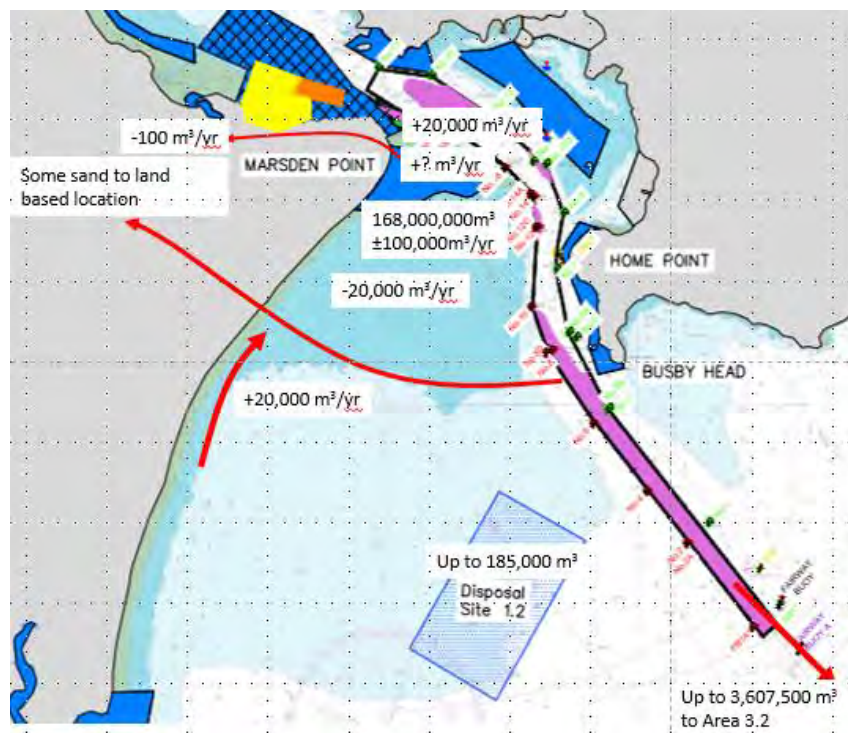 +20,000 m³/yr
-100 m³/yr
MARSDEN POINT
+? m³/yr
Some sand to land
based location
168,000,000m³
±100,000m³/yr
HOME POINT
-20,000 m³/yr
BUSBY HEAD
+20,000 m³/yr
Up to 185,000 m³
Disposal
Site 1.2
FAIRWAY
BUOY
Up to 3,607,500 m³
to Area 3.2